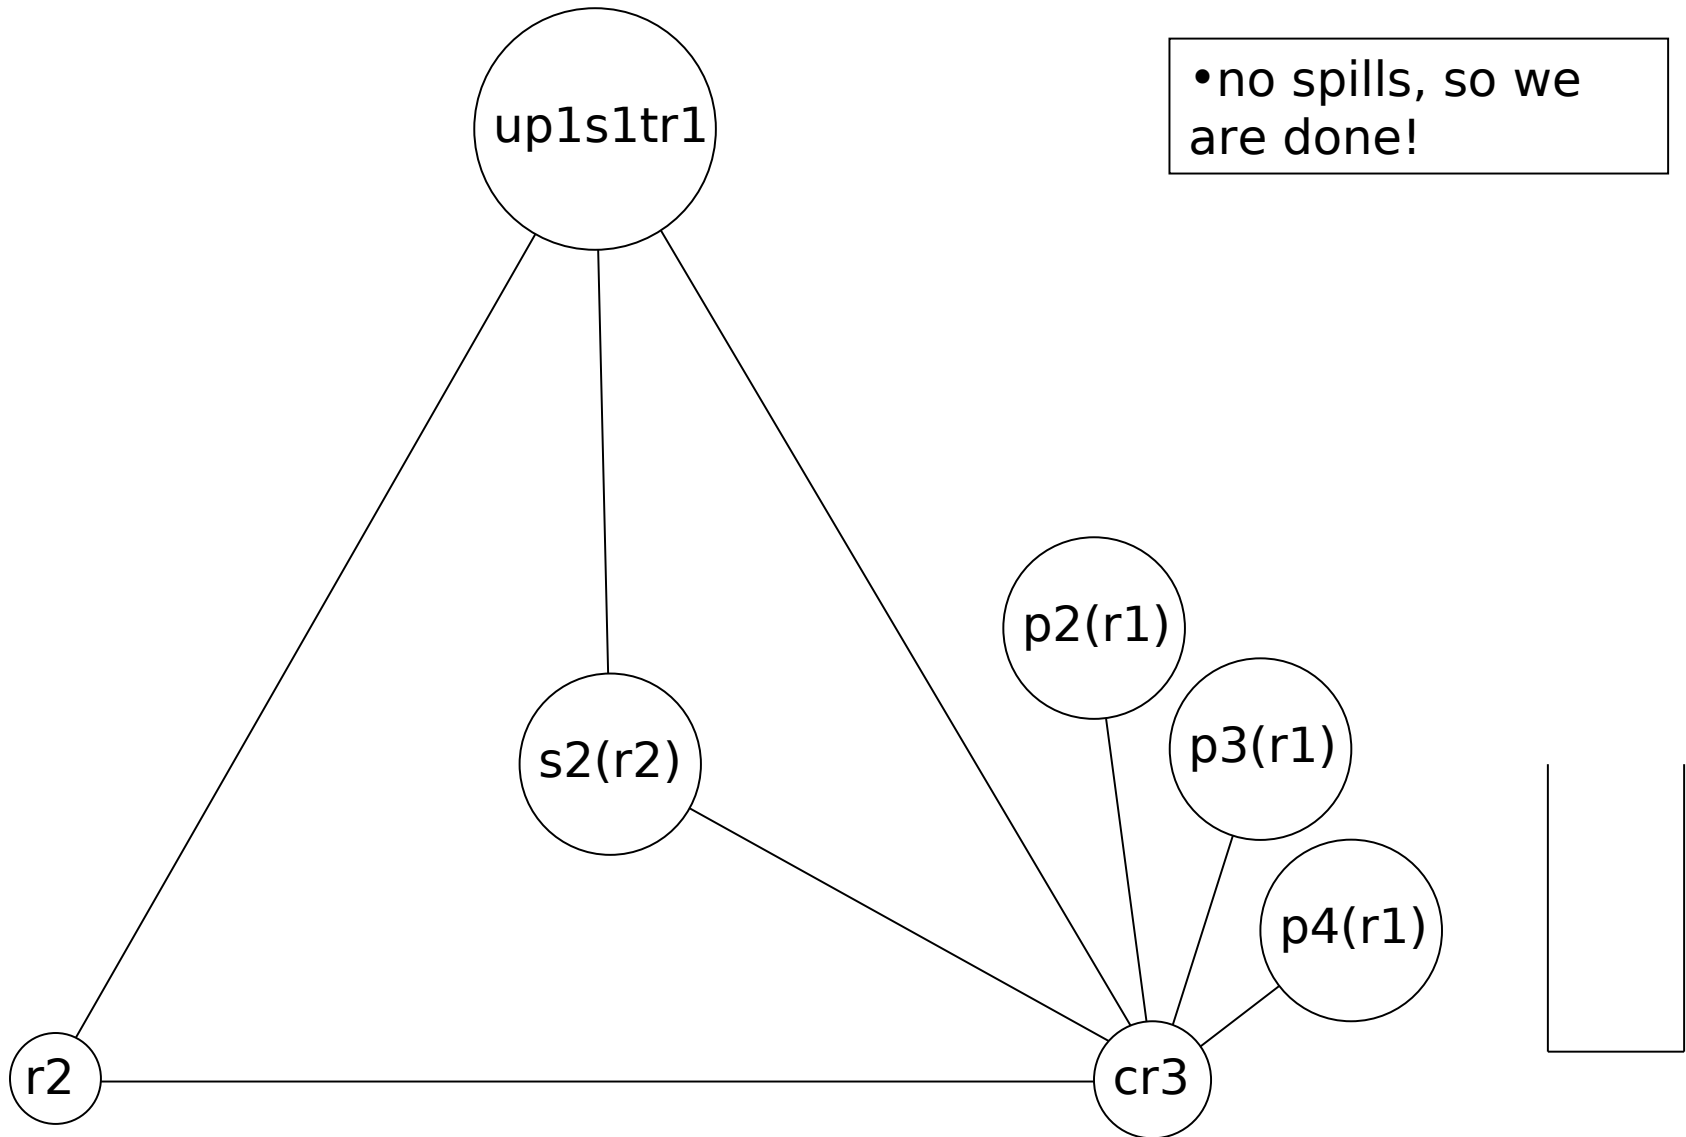 up1s1tr1
•no spills, so we
are done!
p2(r1)
p3(r1)
s2(r2)
p4(r1)
r2
cr3